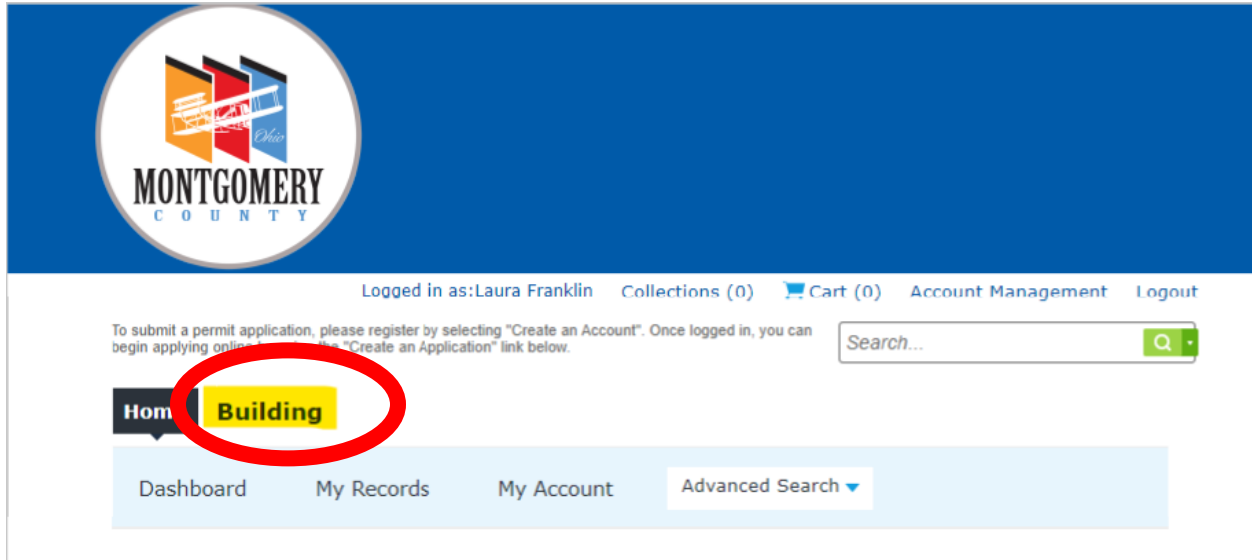 Ohio
MONTGOMERY
COUNTY
Logged in as:Laura Franklin Collections (0) Cart (0) Account Management Logout
To submit a permit application, please register by selecting "Create an Account". Once logged in, you can
begin applying online the "Create an Application" link below.
Search...
Building
Dashboard My Records My Account Advanced Search